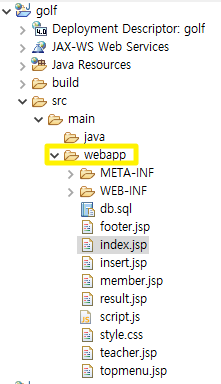 golf
Deployment Descriptor: golf
JAX-WS Web Services
Java Resources
build
src
main
java
webapp
META-INF
WEB-INF
db.sql
footer.jsp
index.jsp
insert.jsp
member.jsp
result.jsp
script.js
style.css
teacher.jsp
topmenu.jsp